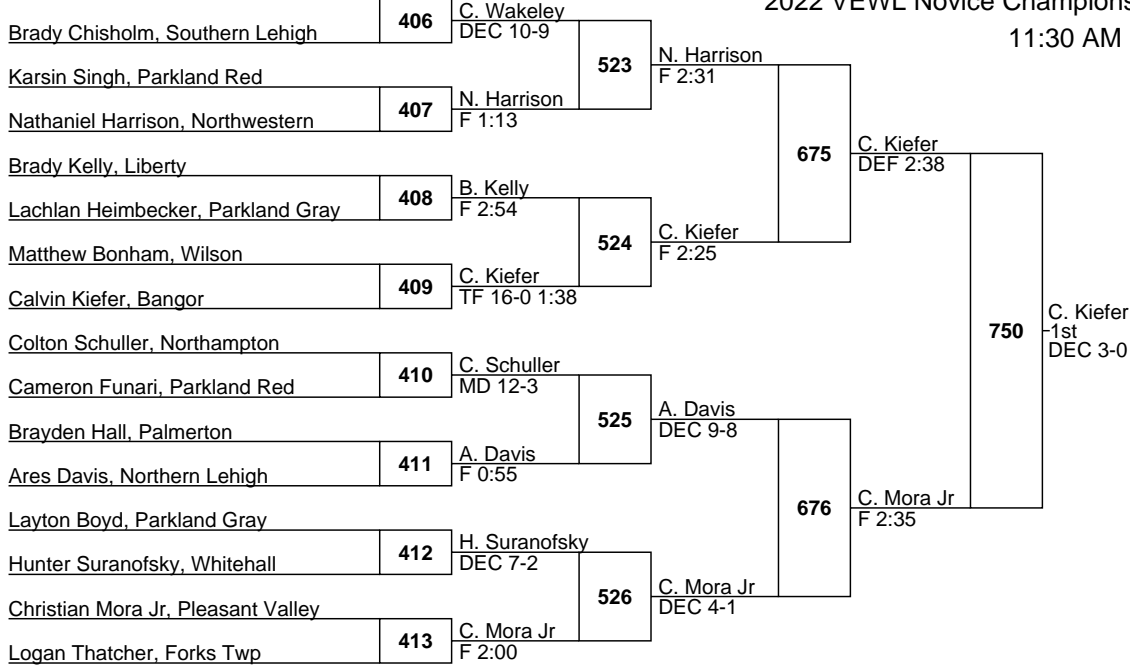 2022 VEWL Novice Champions
11:30 AM
Brady Chisholm, Southern Lehigh
406
C. Wakeley
DEC 10-9
Karsin Singh, Parkland Red
Nathaniel Harrison, Northwestern
407
N. Harrison
F 1:13
523
N. Harrison
F 2:31
Brady Kelly, Liberty
Lachlan Heimbecker, Parkland Gray
408
B. Kelly
F 2:54
Matthew Bonham, Wilson
Calvin Kiefer, Bangor
409
C. Kiefer
TF 16-0 1:38
524
C. Kiefer
F 2:25
675
C. Kiefer
DEF 2:38
Colton Schuller, Northampton
Cameron Funari, Parkland Red
410
C. Schuller
MD 12-3
Brayden Hall, Palmerton
Ares Davis, Northern Lehigh
411
A. Davis
F 0:55
525
A. Davis
DEC 9-8
Layton Boyd, Parkland Gray
Hunter Suranofsky, Whitehall
412
H. Suranofsky
DEC 7-2
Christian Mora Jr, Pleasant Valley
Logan Thatcher, Forks Twp
413
C. Mora Jr
F 2:00
526
C. Mora Jr
DEC 4-1
676
C. Mora Jr
F 2:35
750
C. Kiefer
1st
DEC 3-0